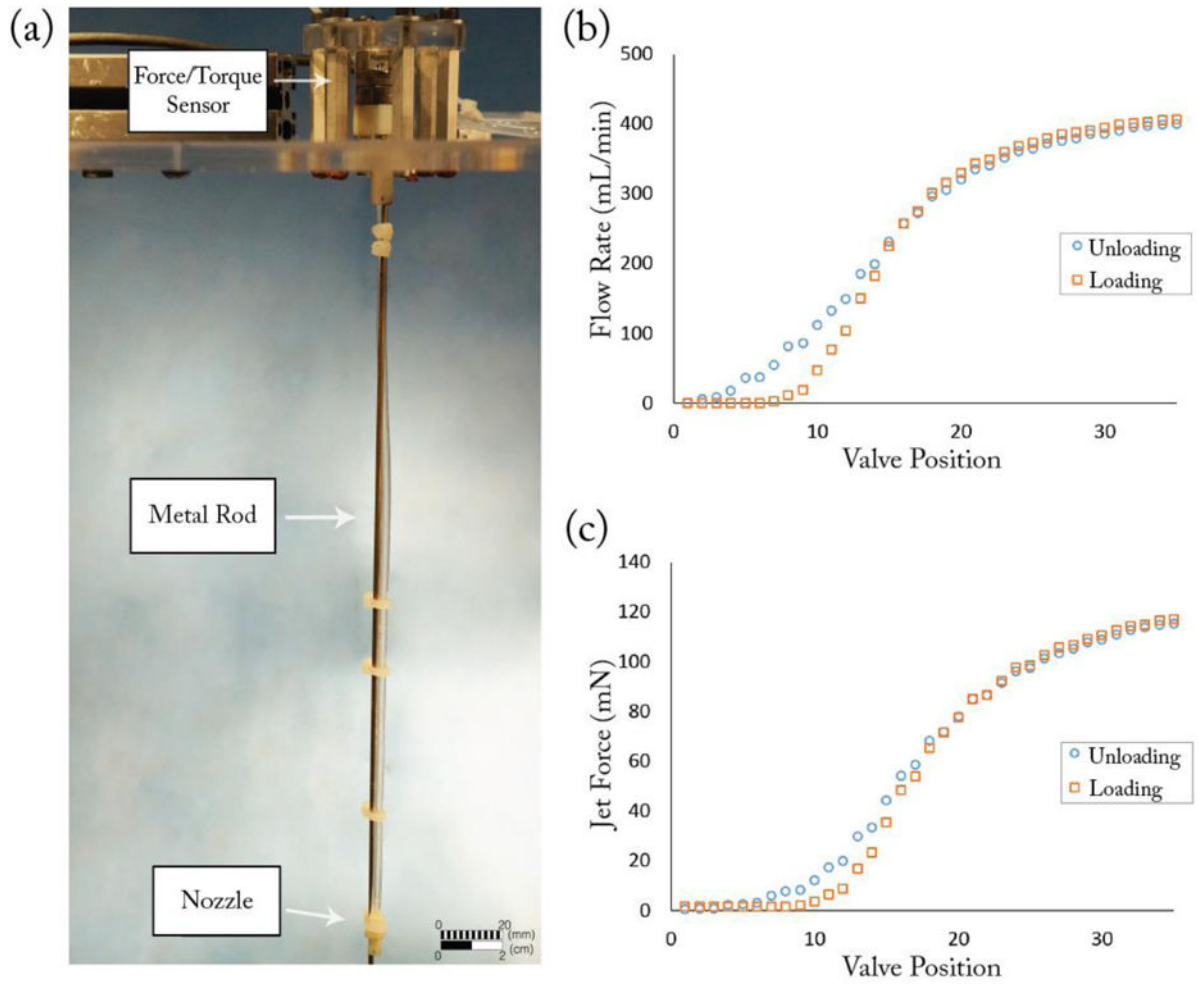 (a)
Force/Torque
Sensor
Metal Rod
Nozzle
0 20
(mm)
(cm)
0 2
(b)
500
400
300
200
100
0
Flow Rate (mL/min)
0 10 20 30
Valve Position
Unloading
Loading
(c)
140
120
100
80
60
40
20
0
Jet Force (mN)
0 10 20 30
Valve Position
Unloading
Loading